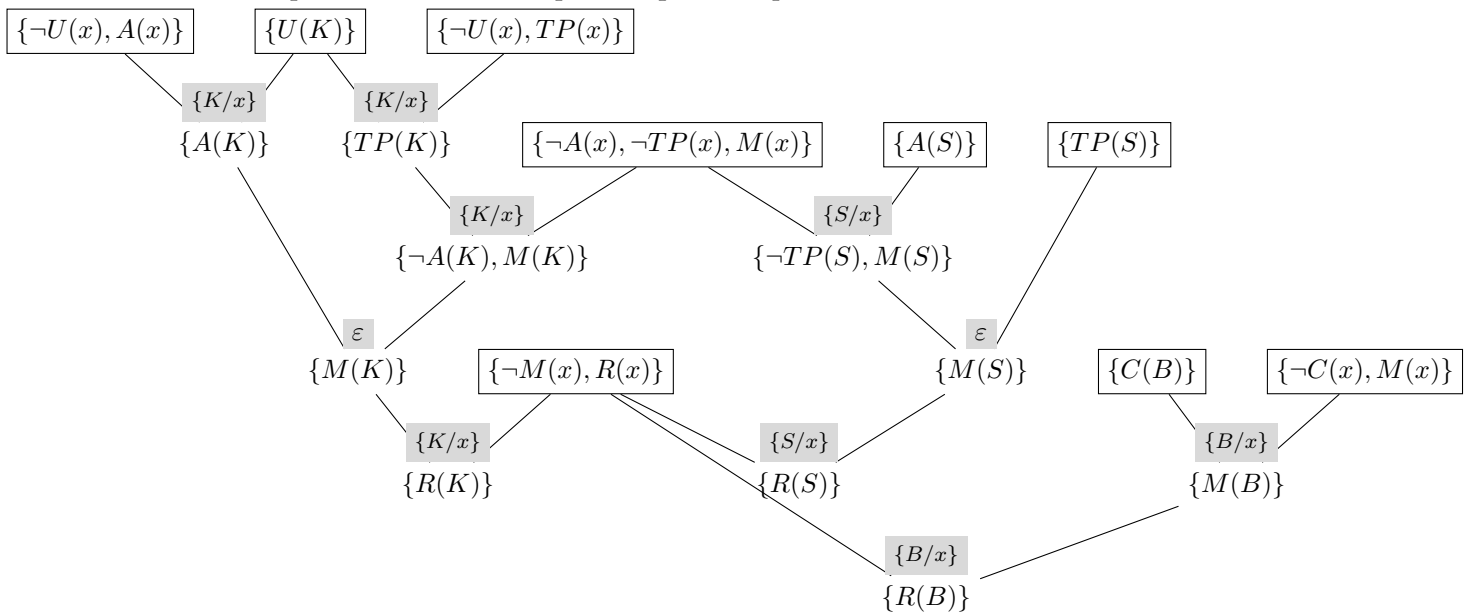 {¬U(x), A(x)} {U(K)} {¬U(x), TP(x)}
{K/x} {K/x}
{A(K)} {TP(K)} {¬A(x), ¬TP(x), M(x)} {A(S)} {TP(S)}
{K/x} {S/x}
{¬A(K), M(K)} {¬TP(S), M(S)}
ε ε
{M(K)} {¬M(x), R(x)} {M(S)} {C(B)} {¬C(x), M(x)}
{K/x} {S/x} {B/x}
{R(K)} {R(S)} {M(B)}
{B/x}
{R(B)}